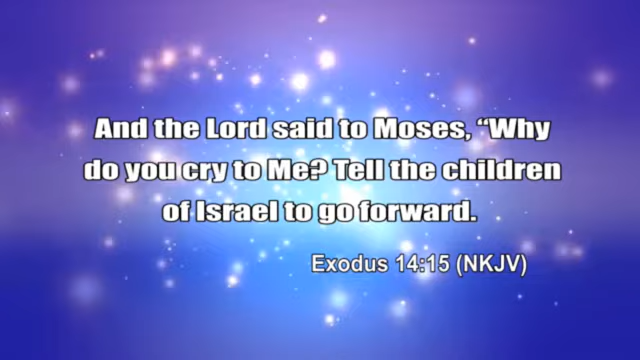 And the Lord said to Moses, “Why
do you cry to Me? Tell the children
of Israel to go forward.
Exodus 14:15 (NKJV)